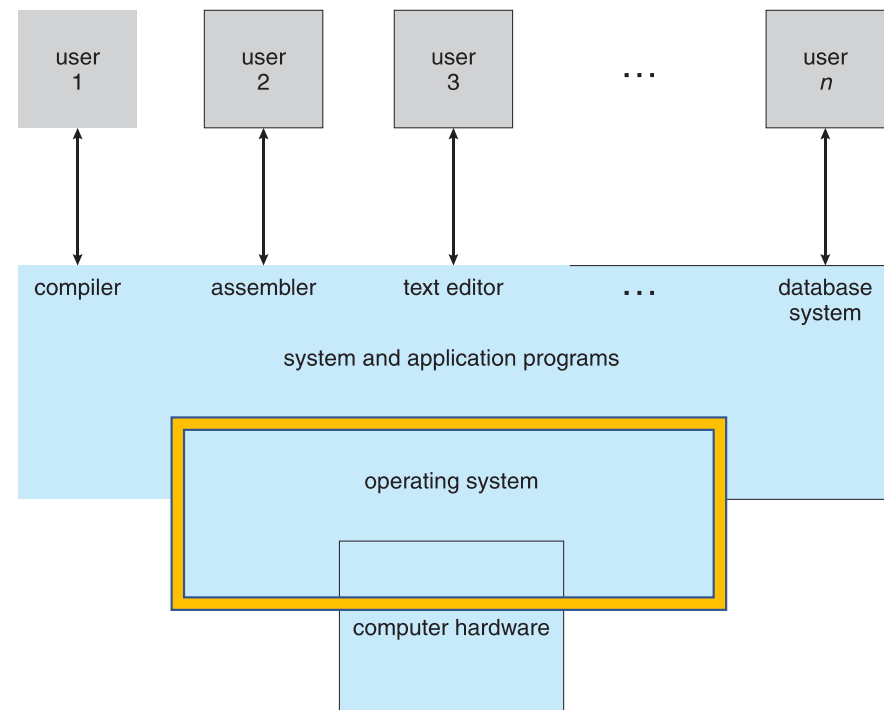 user
1
user
2
user
3
...
user
n
compiler
assembler
text editor
...
database
system
system and application programs
operating system
computer hardware